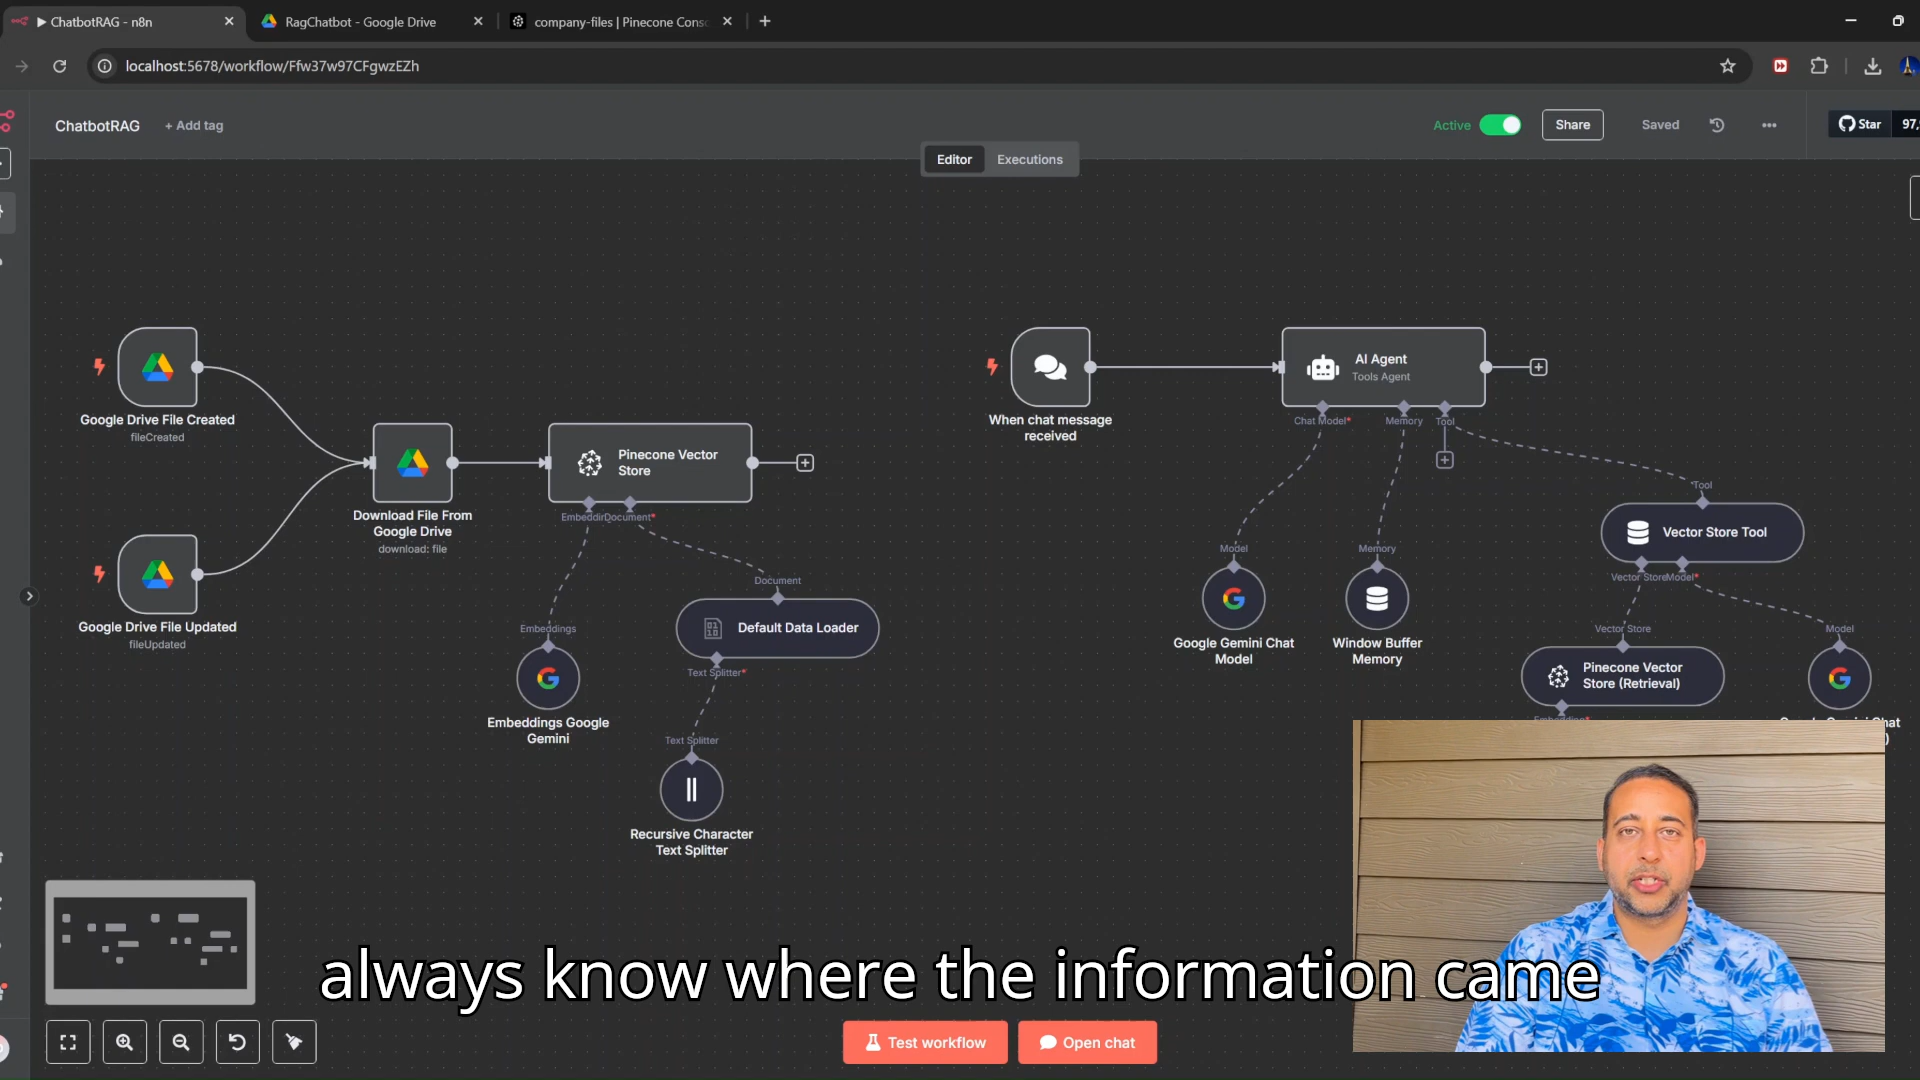 ChatbotRAG - n8n
RagChatbot - Google Drive
company-files | Pinecone Cons
localhost:5678/workflow/Ffw37w97CFgwzEZh
ChatbotRAG
+ Add tag
Active
Share
Saved
Star
97,
Editor
Executions
Google Drive File Created
fileCreated
Google Drive File Updated
fileUpdated
Download File From
Google Drive
download: file
Pinecone Vector
Store
Document*
Embeddings
Embeddings Google
Gemini
Document
Default Data Loader
Text Splitter*
Text Splitter
Recursive Character
Text Splitter
When chat message
received
AI Agent
Tools Agent
Chat Model*
Memory
Tool
Model
Google Gemini Chat
Model
Memory
Window Buffer
Memory
Tool
Vector Store Tool
Vector Store
Model*
Vector Store
Pinecone Vector
Store (Retrieval)
Model
always know where the information came
Test workflow
Open chat